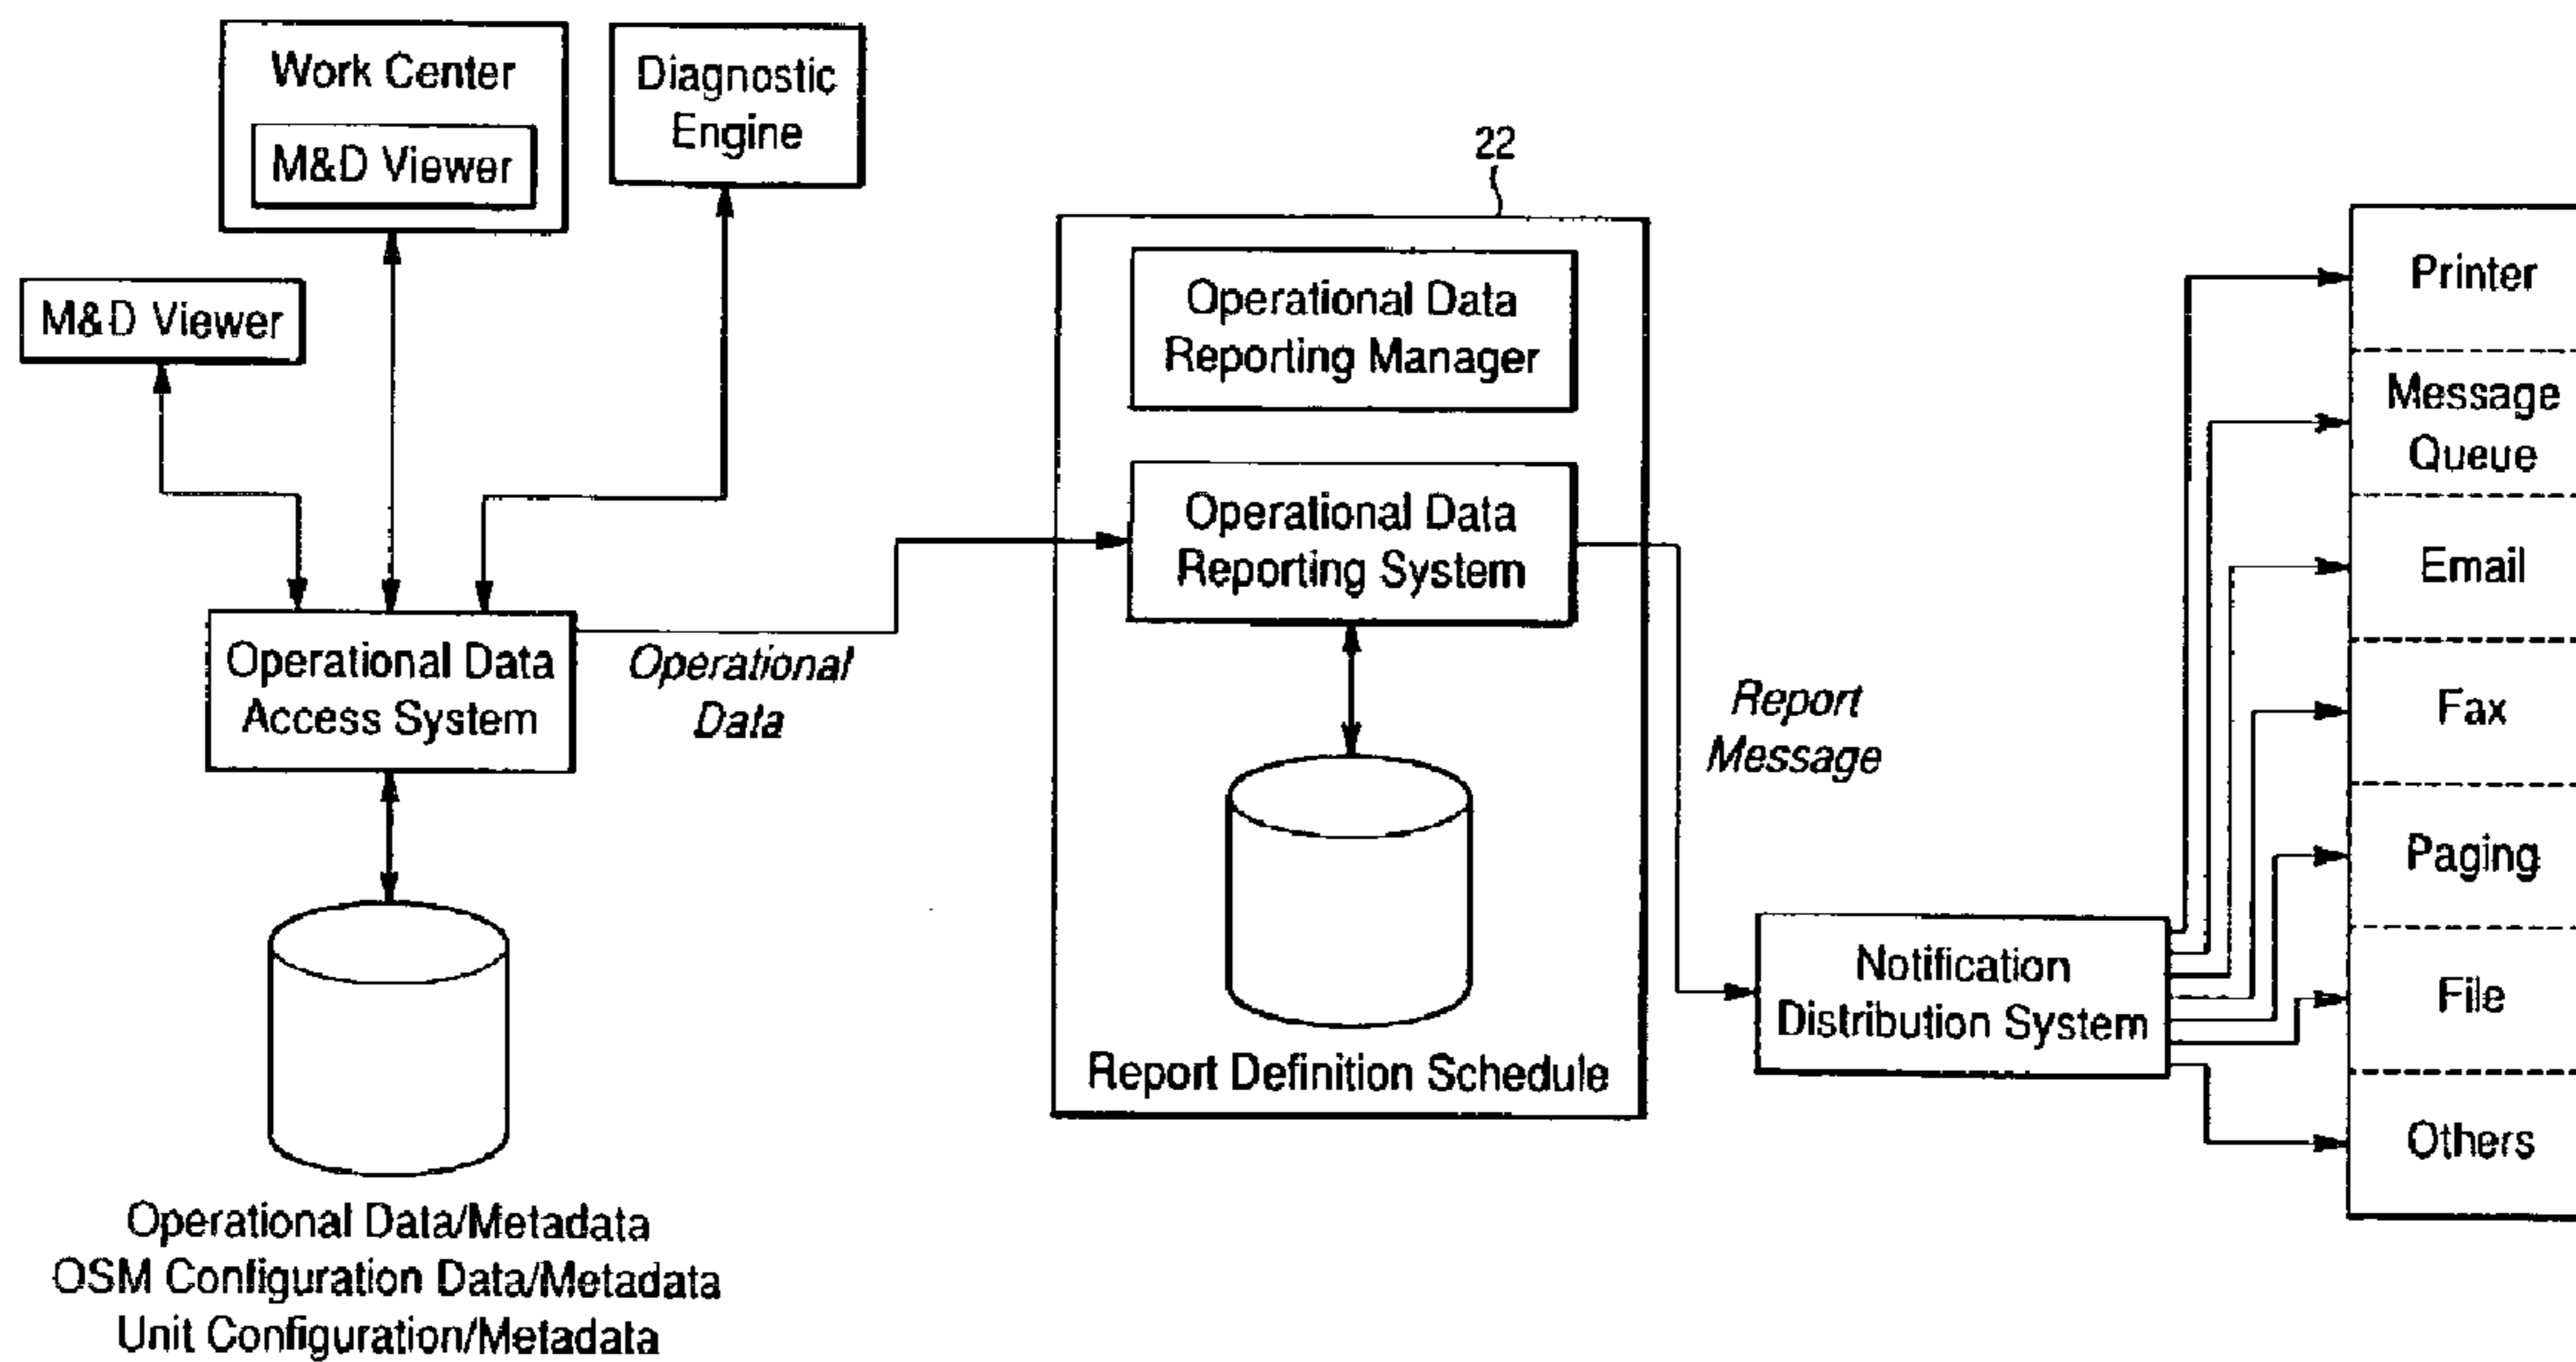 Work Center
M&D Viewer
Diagnostic
Engine
M&D Viewer
22
Operational Data
Reporting Manager
Operational Data
Reporting System
Operational Data
Access System
Operational
Data
Report
Message
Report Definition Schedule
Notification
Distribution System
Printer
Message
Queue
Email
Fax
Paging
File
Others
Operational Data/Metadata
OSM Configuration Data/Metadata
Unit Configuration/Metadata